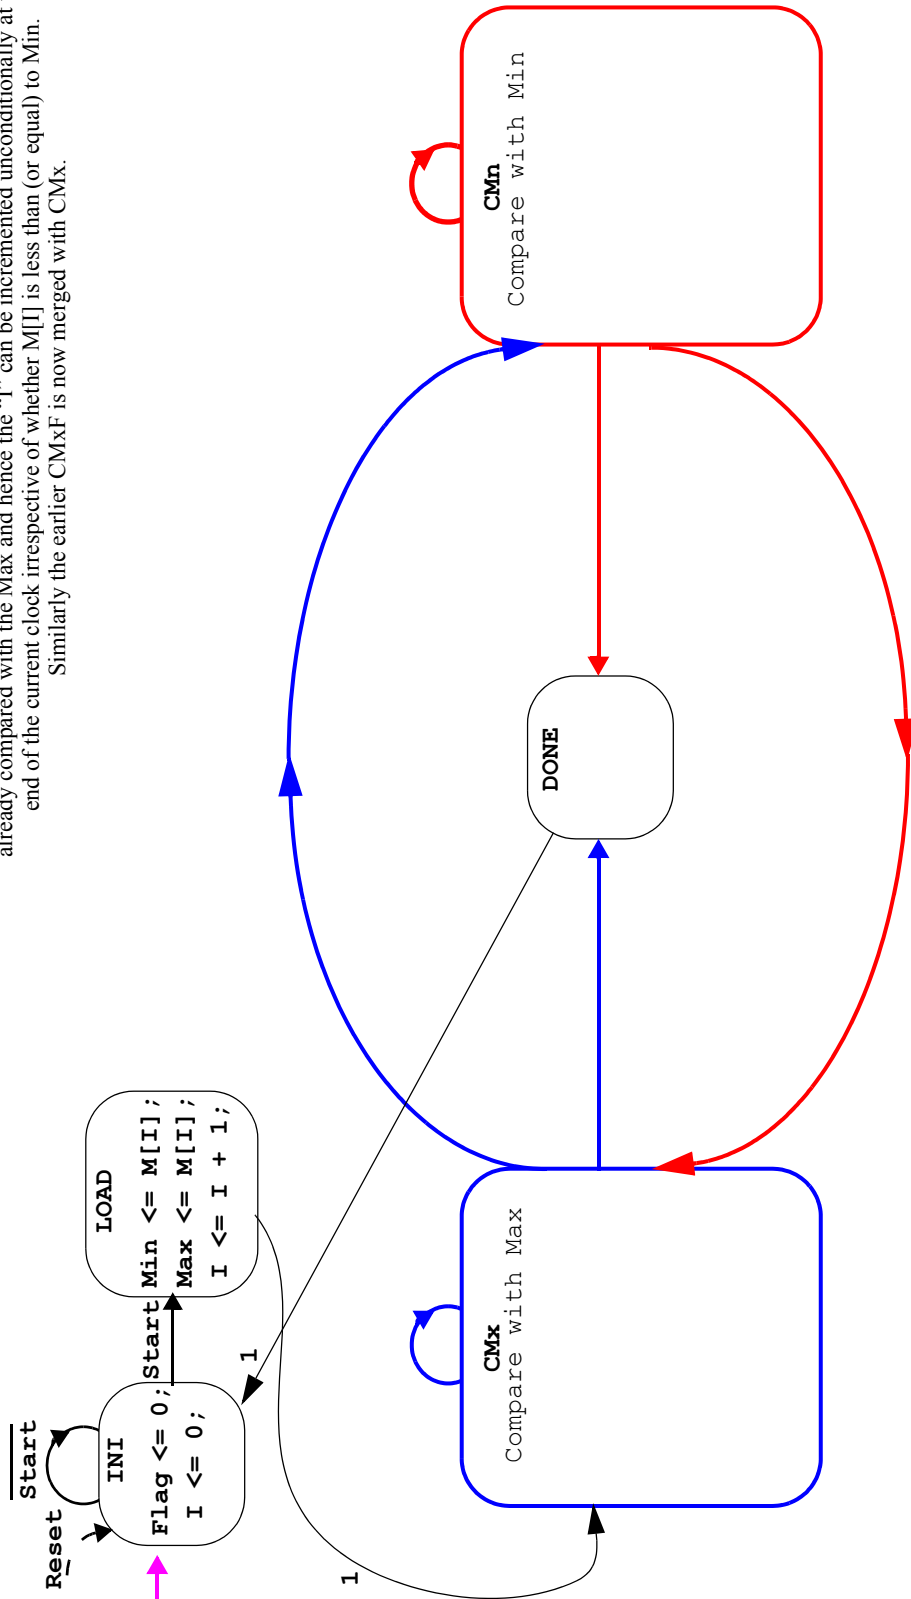 already compared with the Max and hence the "I" can be incremented unconditionally at
end of the current clock irrespective of whether M[I] is less than (or equal) to Min.
Similarly the earlier CMxF is now merged with CMx.
Reset
Start
INI
Flag <= 0;
I <= 0;
Start
LOAD
Min <= M[I];
Max <= M[I];
I <= I + 1;
1
1
CMx
Compare with Max
DONE
CMn
Compare with Min